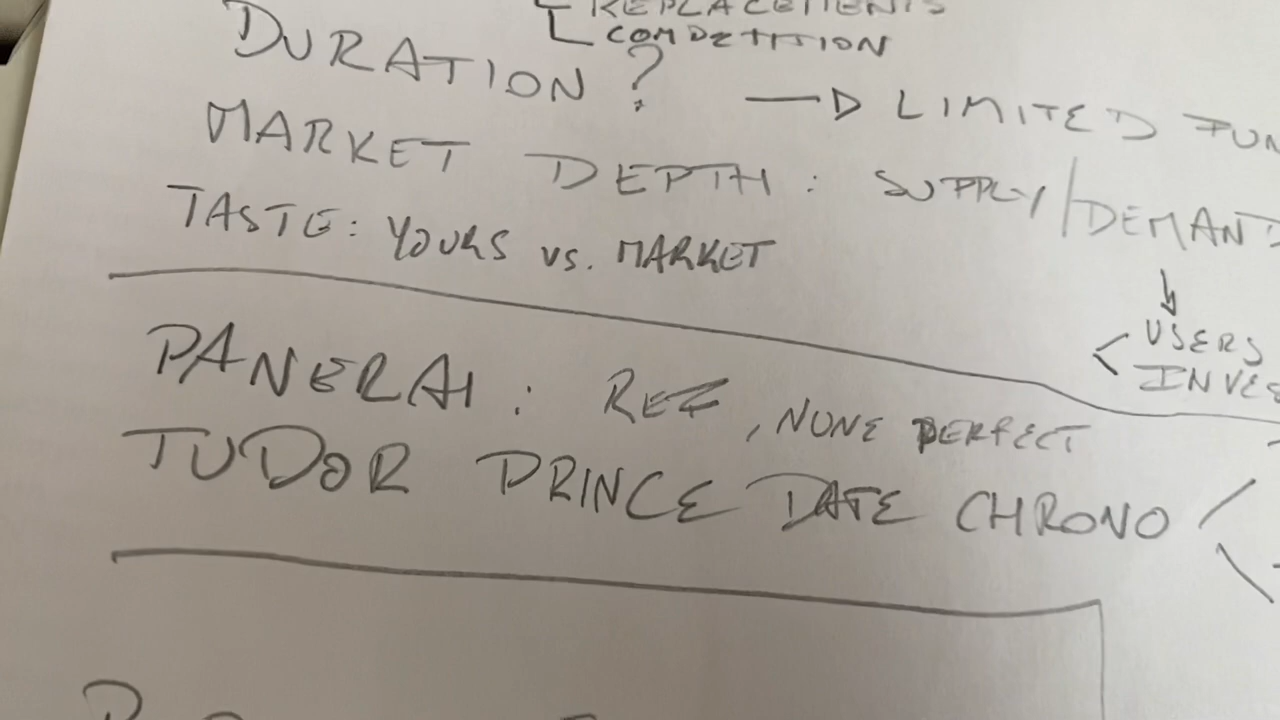 REPLACEMENTS
COMPETITION
DURATION? → LIMITED
MARKET DEPTH: SUPPLY/DEMAND
TASTE: YOURS vs. MARKET
USERS
PANERAI: REF, NONE PERFECT
TUDOR PRINCE DATE CHRONO